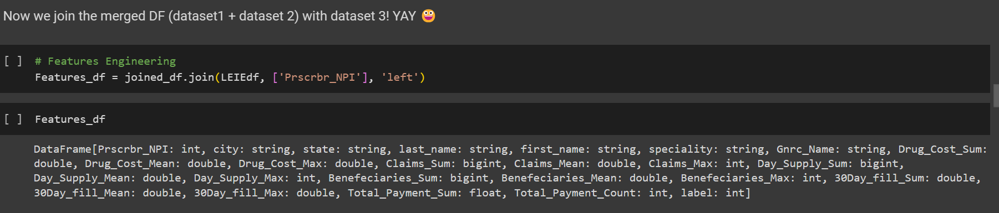 Now we join the merged DF (dataset1 + dataset 2) with dataset 3! YAY 😀
[ ] # Features Engineering
Features_df = joined_df.join(LEIEdf, ['Prscrbr_NPI'], 'left')
[ ] Features_df
DataFrame[Prscrbr_NPI: int, city: string, state: string, last_name: string, first_name: string, speciality: string, Gnrc_Name: string, Drug_Cost_Sum:
double, Drug_Cost_Mean: double, Drug_Cost_Max: double, Claims_Sum: bigint, Claims_Mean: double, Claims_Max: int, Day_Supply_Sum: bigint,
Day_Supply_Mean: double, Day_Supply_Max: int, Benefeciaries_Sum: bigint, Benefeciaries_Mean: double, Benefeciaries_Max: int, 30Day_fill_Sum: double,
30Day_fill_Mean: double, 30Day_fill_Max: double, Total_Payment_Sum: float, Total_Payment_Count: int, label: int]